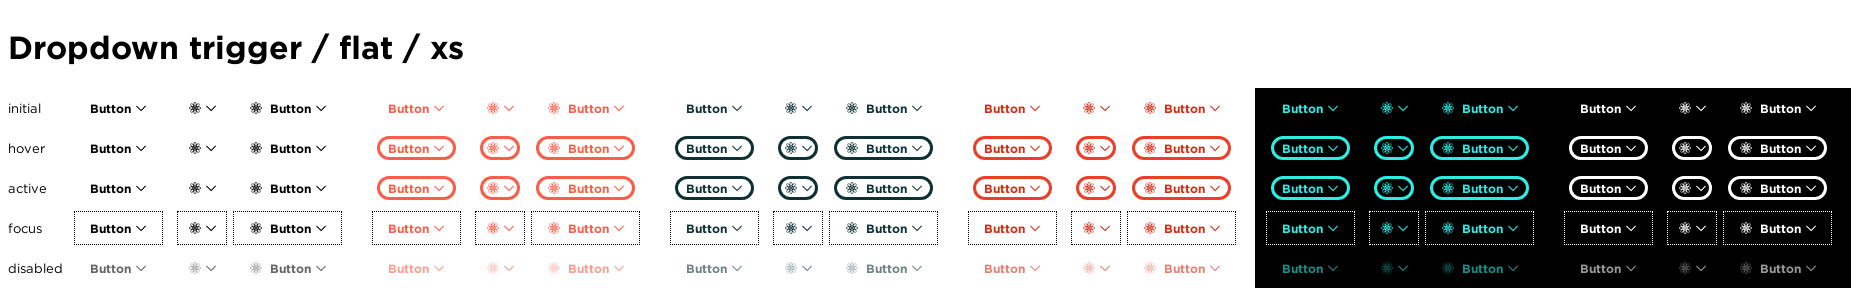 Dropdown trigger / flat / xs
initial Button Button Button Button Button Button Button Button Button Button Button Button
hover Button Button Button Button Button Button Button Button Button Button Button Button
active Button Button Button Button Button Button Button Button Button Button Button Button
focus Button Button Button Button Button Button Button Button Button Button Button Button
disabled Button Button Button Button Button Button Button Button Button Button Button Button